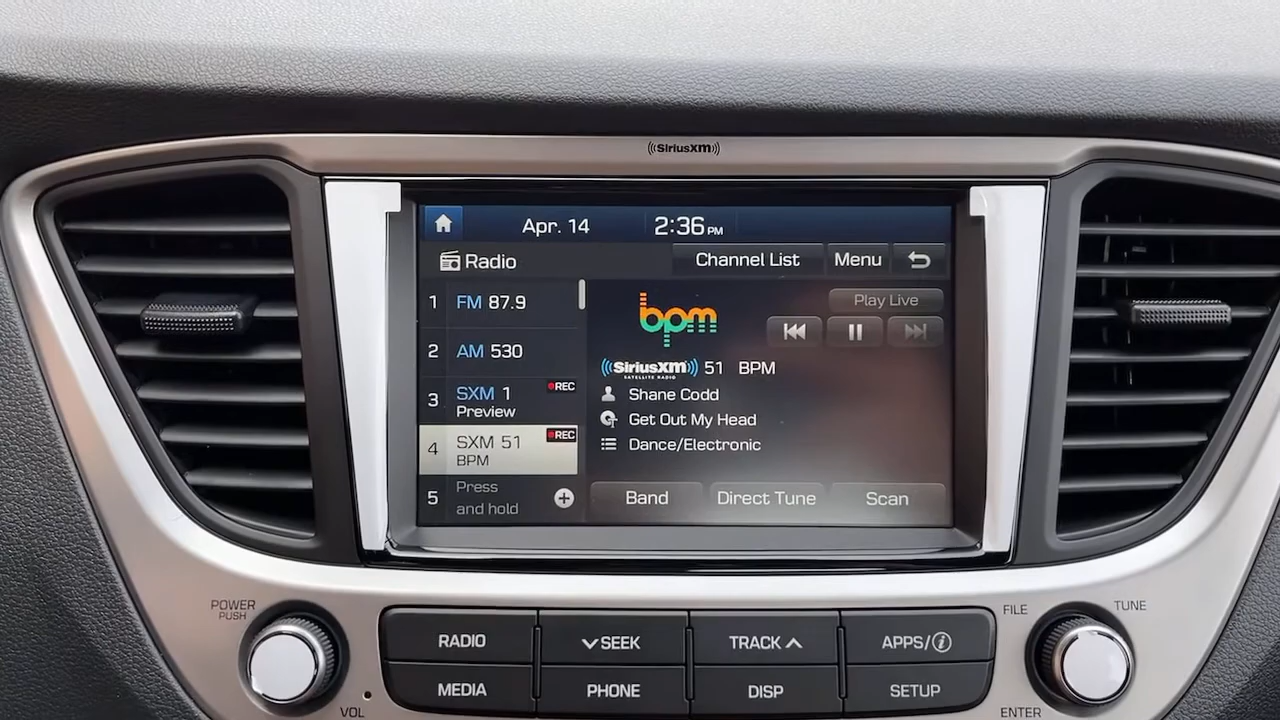 SiriusXM
Apr. 14
2:36 PM
Radio
Channel List
Menu
1 FM 87.9
2 AM 530
3 SXM 1 REC
Preview
4 SXM 51 REC
BPM
5 Press
and hold
bpm
Play Live
SiriusXM 51 BPM
SATELLITE RADIO
Shane Codd
Get Out My Head
Dance/Electronic
Band
Direct Tune
Scan
POWER
PUSH
VOL
RADIO
SEEK
TRACK
APPS/i
MEDIA
PHONE
DISP
SETUP
FILE
TUNE
ENTER